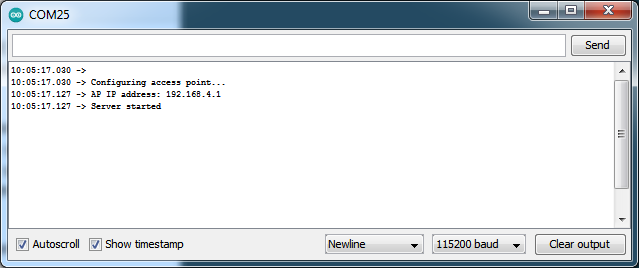 COM25
Send
10:05:17.030 ->
10:05:17.030 -> Configuring access point...
10:05:17.127 -> AP IP address: 192.168.4.1
10:05:17.127 -> Server started
Autoscroll Show timestamp Newline 115200 baud Clear output